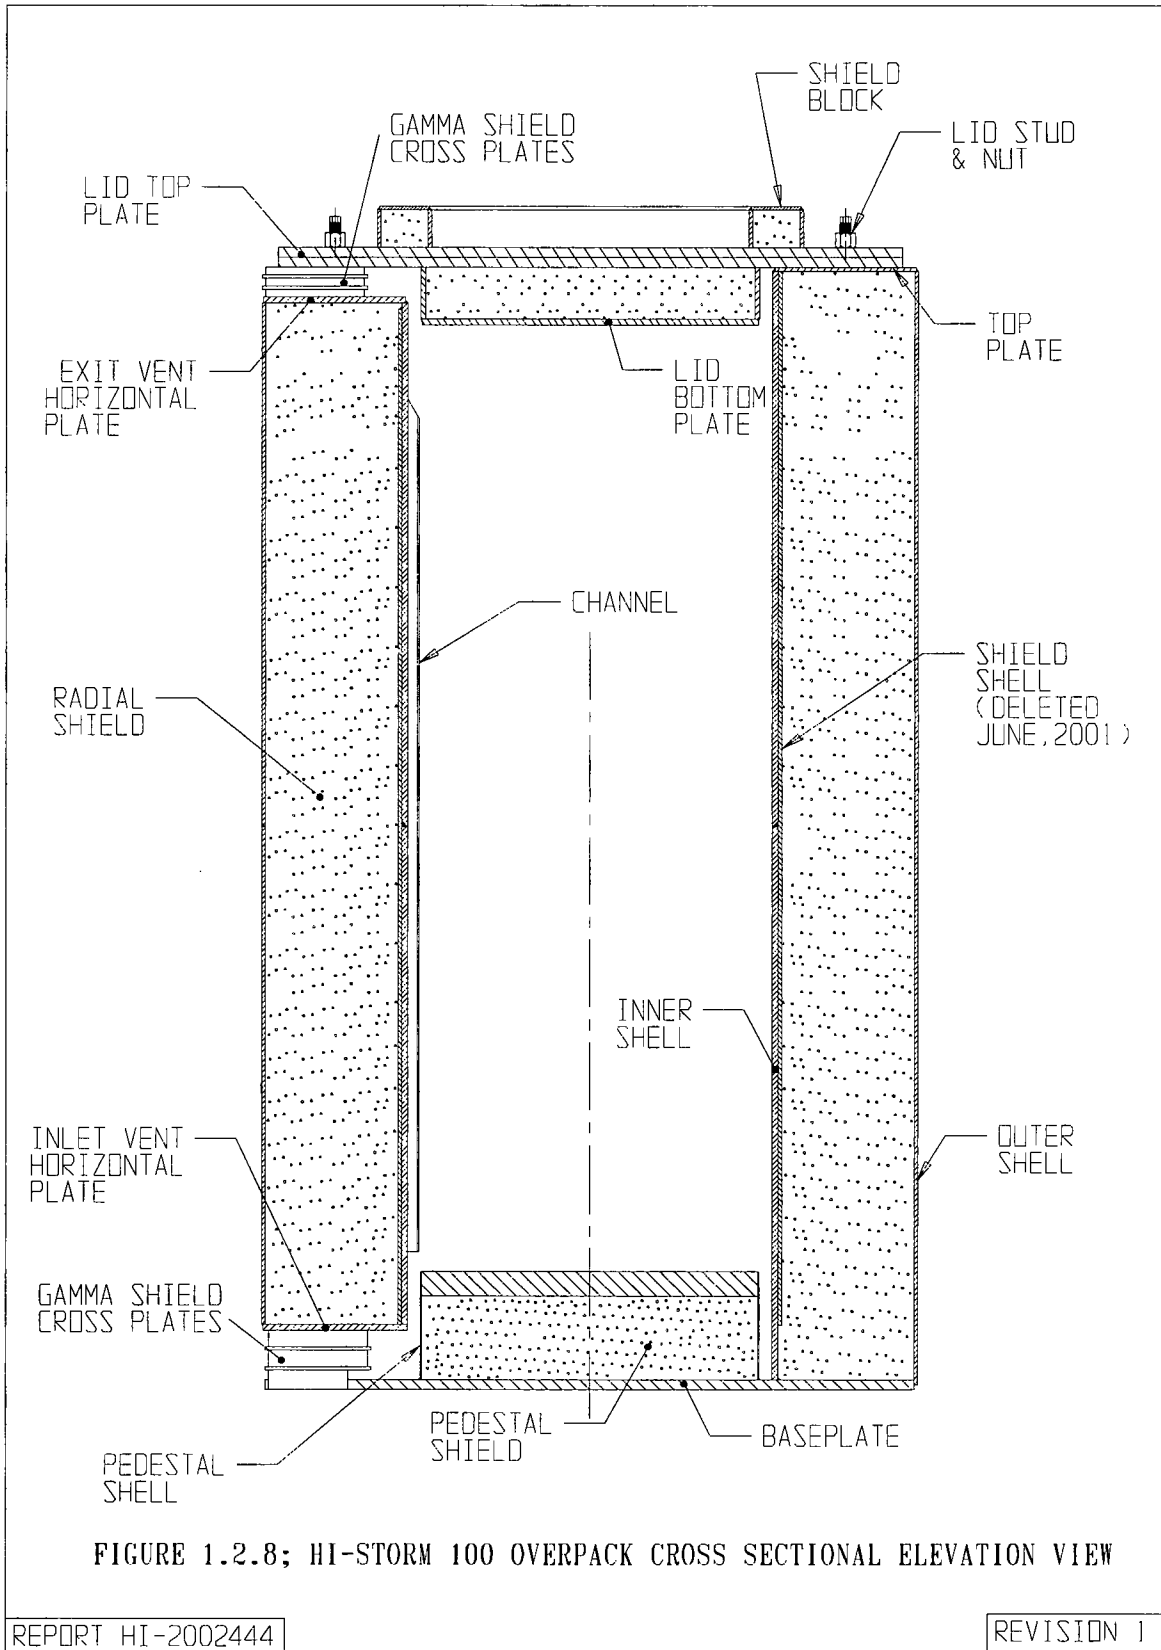 SHIELD
BLOCK
GAMMA SHIELD
CROSS PLATES
LID STUD
& NUT
LID TOP
PLATE
TOP
PLATE
EXIT VENT
HORIZONTAL
PLATE
LID
BOTTOM
PLATE
CHANNEL
SHIELD
SHELL
(DELETED
JUNE,2001)
RADIAL
SHIELD
INNER
SHELL
INLET VENT
HORIZONTAL
PLATE
OUTER
SHELL
GAMMA SHIELD
CROSS PLATES
PEDESTAL
SHIELD
BASEPLATE
PEDESTAL
SHELL
FIGURE 1.2.8; HI-STORM 100 OVERPACK CROSS SECTIONAL ELEVATION VIEW
REPORT HI-2002444
REVISION 1